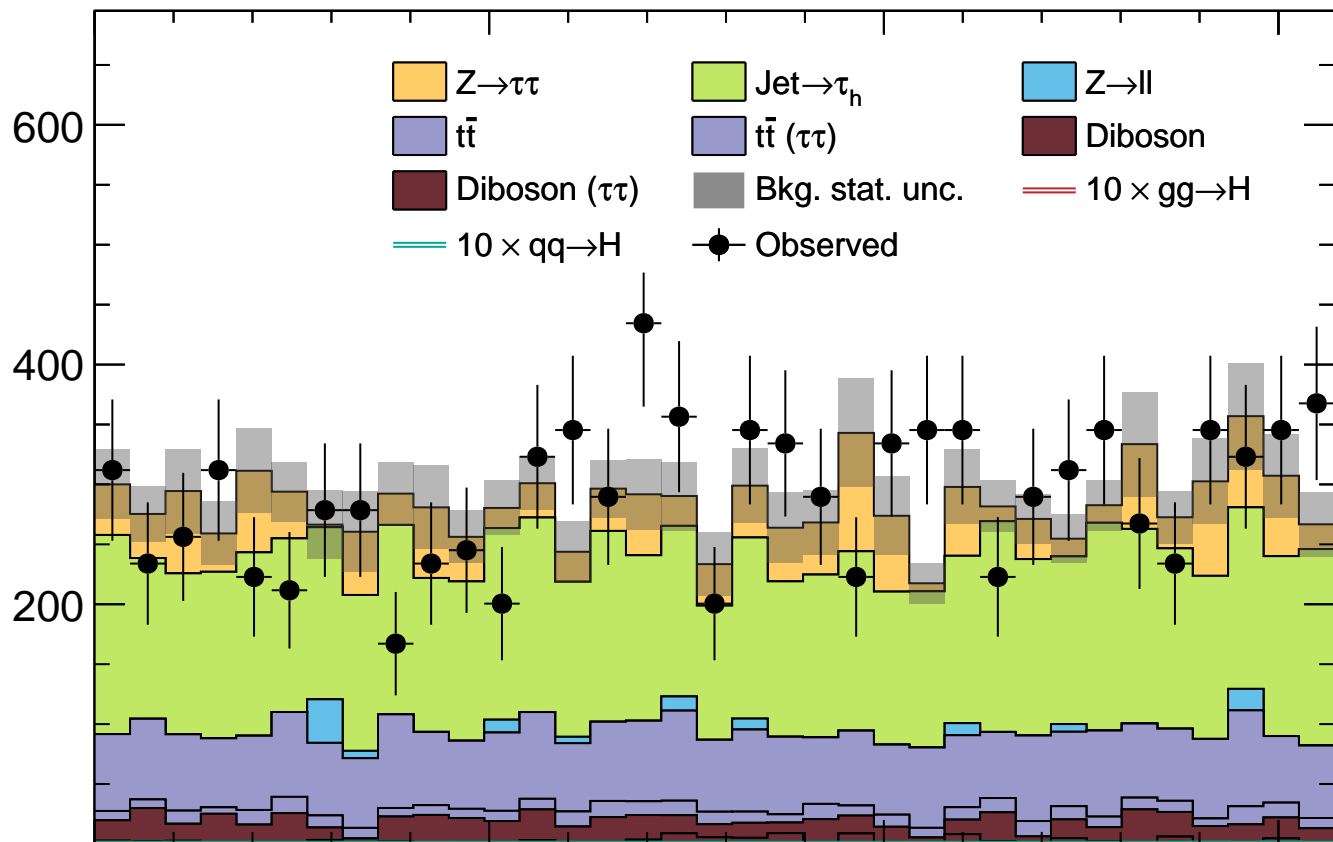 600
400
200
Z→ττ Jet→τh Z→ll
tt̄ tt̄ (ττ) Diboson
Diboson (ττ) Bkg. stat. unc. 10 × gg→H
10 × qq→H Observed